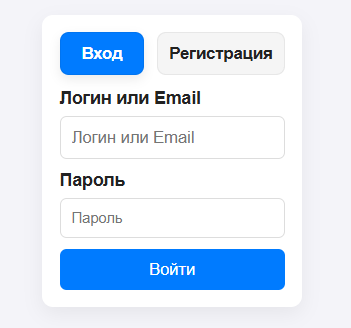 Вход Регистрация
Логин или Email
Логин или Email
Пароль
Пароль
Войти